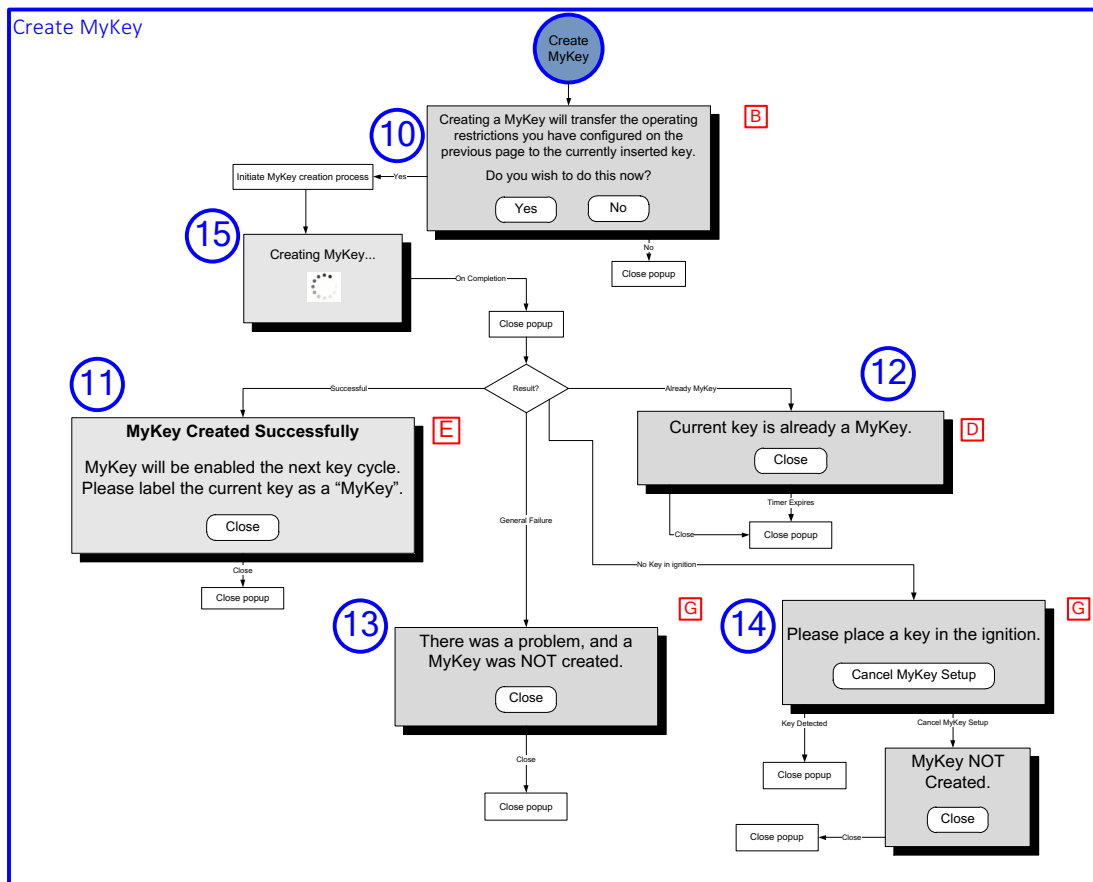 Create MyKey
Create
MyKey
10
Creating a MyKey will transfer the operating
restrictions you have configured on the
previous page to the currently inserted key.
Do you wish to do this now?
Yes
No
B
Yes
Initiate MyKey creation process
No
Close popup
15
Creating MyKey...
On Completion
Close popup
Result?
Successful
Already MyKey
General Failure
No Key in ignition
11
MyKey Created Successfully
MyKey will be enabled the next key cycle.
Please label the current key as a “MyKey”.
Close
E
Close
Close popup
12
Current key is already a MyKey.
Close
D
Timer Expires
Close
Close popup
13
There was a problem, and a
MyKey was NOT created.
Close
G
Close
Close popup
14
Please place a key in the ignition.
Cancel MyKey Setup
G
Key Detected
Close popup
Cancel MyKey Setup
MyKey NOT
Created.
Close
Close
Close popup